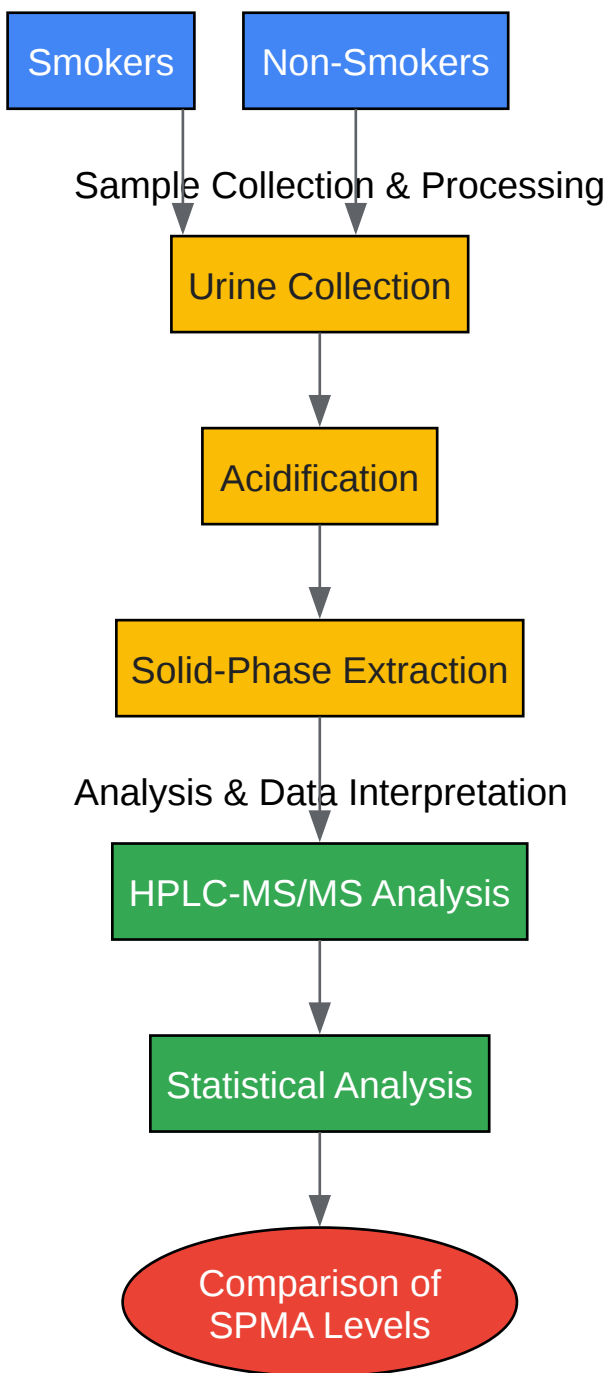 Smokers
Non-Smokers
Sample Collection & Processing
Urine Collection
Acidification
Solid-Phase Extraction
Analysis & Data Interpretation
HPLC-MS/MS Analysis
Statistical Analysis
Comparison of
SPMA Levels